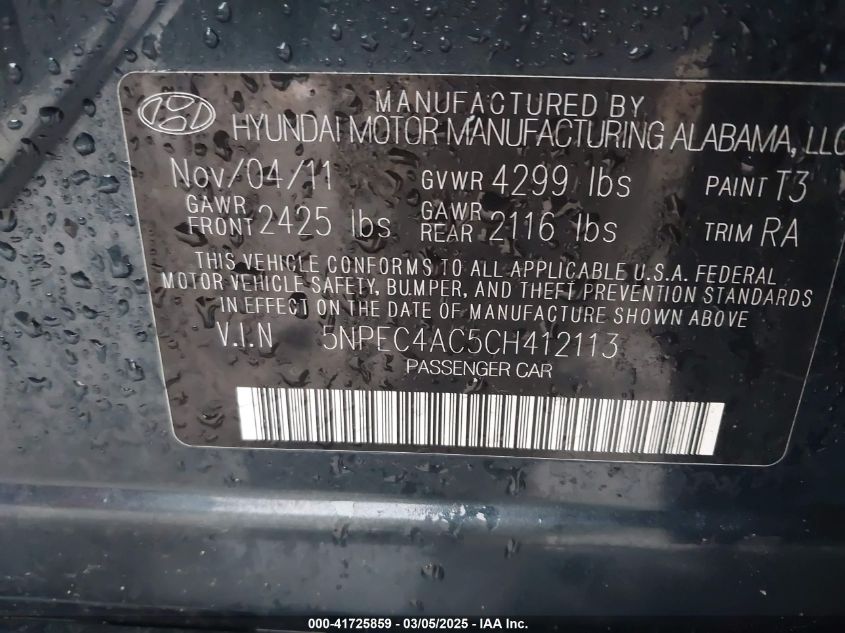 MANUFACTURED BY
HYUNDAI MOTOR MANUFACTURING ALABAMA, LLC
Nov/04/11 GVWR 4299 lbs PAINT T3
GAWR FRONT 2425 lbs GAWR REAR 2116 lbs TRIM RA
THIS VEHICLE CONFORMS TO ALL APPLICABLE U.S.A. FEDERAL
MOTOR VEHICLE SAFETY, BUMPER, AND THEFT PREVENTION STANDARDS
IN EFFECT ON THE DATE OF MANUFACTURE SHOWN ABOVE
V.I.N 5NPEC4AC5CH412113
PASSENGER CAR
000-41725859 — 03/05/2025 — IAA Inc.